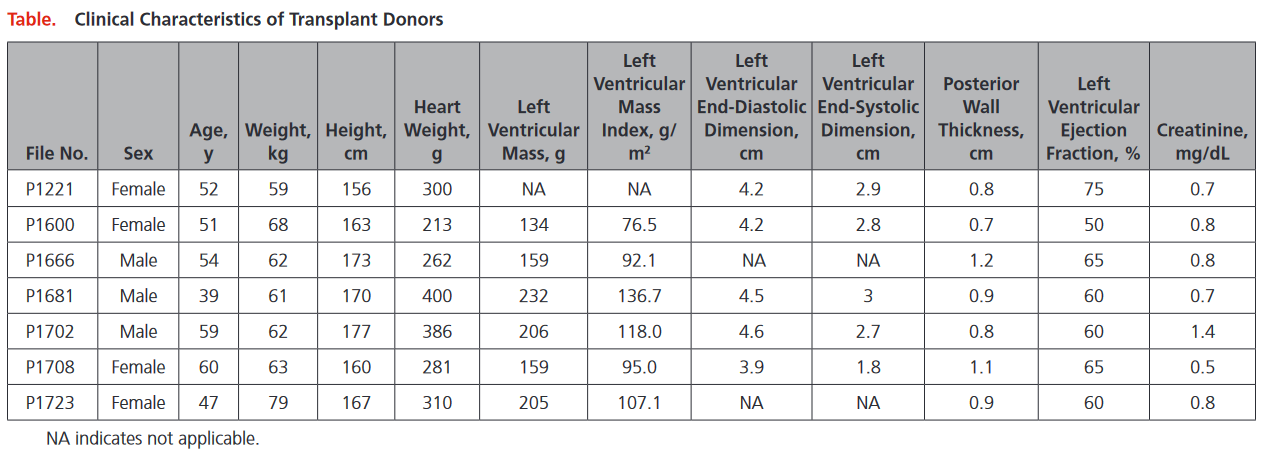 Table. Clinical Characteristics of Transplant Donors
File No. Sex Age, y Weight, kg Height, cm Heart Weight, g Left Ventricular Mass, g Left Ventricular Mass Index, g/m² Left Ventricular End-Diastolic Dimension, cm Left Ventricular End-Systolic Dimension, cm Posterior Wall Thickness, cm Left Ventricular Ejection Fraction, % Creatinine, mg/dL
P1221 Female 52 59 156 300 NA NA 4.2 2.9 0.8 75 0.7
P1600 Female 51 68 163 213 134 76.5 4.2 2.8 0.7 50 0.8
P1666 Male 54 62 173 262 159 92.1 NA NA 1.2 65 0.8
P1681 Male 39 61 170 400 232 136.7 4.5 3 0.9 60 0.7
P1702 Male 59 62 177 386 206 118.0 4.6 2.7 0.8 60 1.4
P1708 Female 60 63 160 281 159 95.0 3.9 1.8 1.1 65 0.5
P1723 Female 47 79 167 310 205 107.1 NA NA 0.9 60 0.8
NA indicates not applicable.